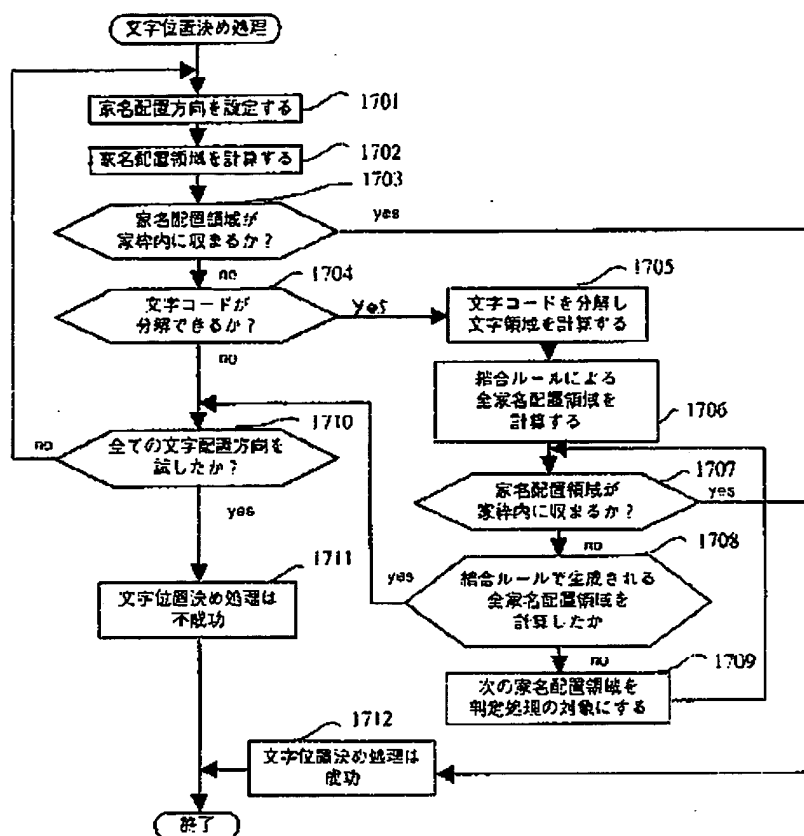 文字位置決め処理
家名配置方向を設定する
1701
家名配置領域を計算する
1702
1703
家名配置領域が
家枠内に収まるか?
yes
no
1704
文字コードが
分解できるか?
yes
no
1705
文字コードを分解し
文字領域を計算する
結合ルールによる
全家名配置領域を
計算する
1706
1707
家名配置領域が
家枠内に収まるか?
yes
no
1708
結合ルールで生成される
全家名配置領域を
計算したか
yes
no
1709
次の家名配置領域を
判定処理の対象にする
1710
全ての文字配置方向を
試したか?
no
yes
1711
文字位置決め処理は
不成功
1712
文字位置決め処理は
成功
終了